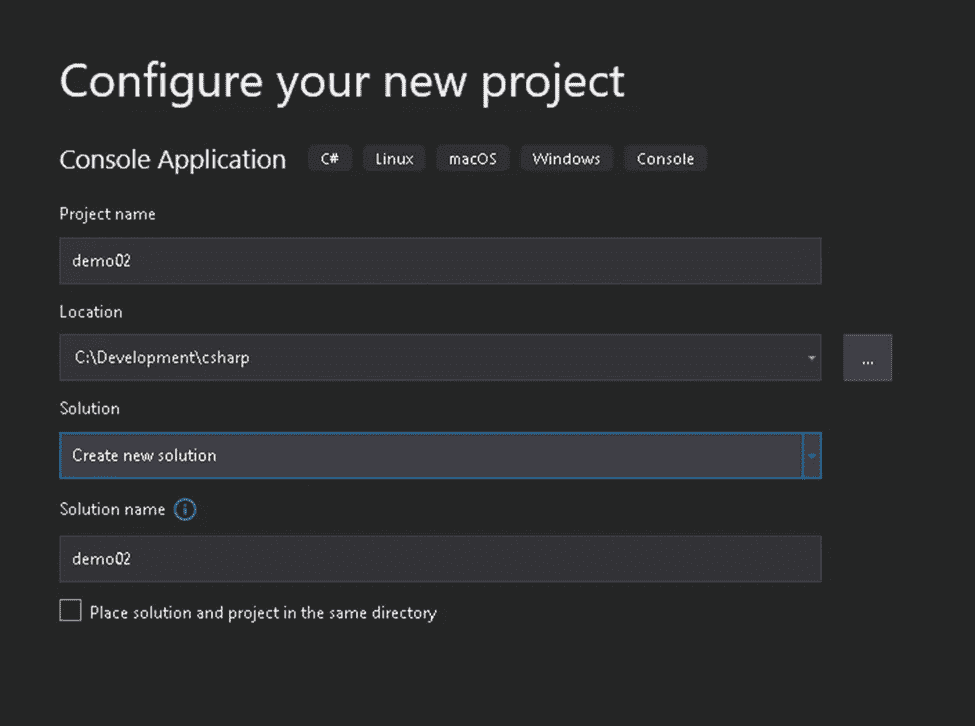 Configure your new project
Console Application C# Linux macOS Windows Console
Project name
demo02
Location
C:\Development\csharp
...
Solution
Create new solution
Solution name
demo02
Place solution and project in the same directory